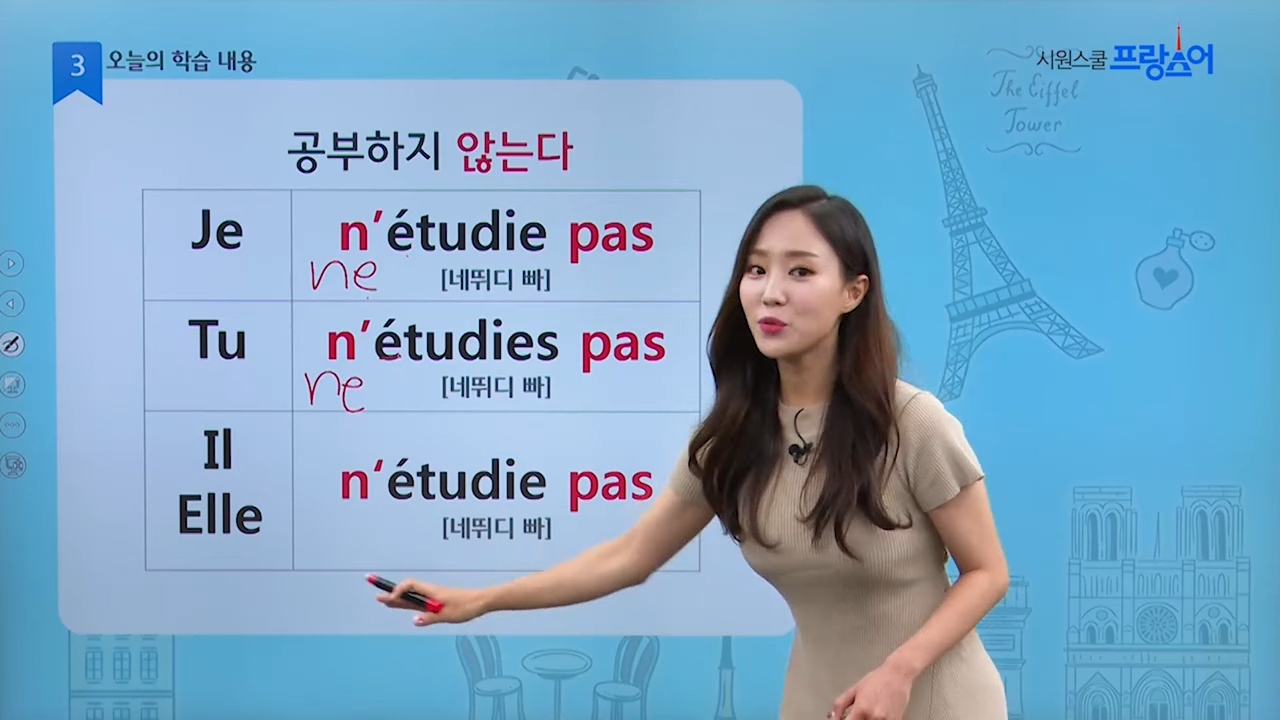 3
오늘의 학습 내용
시원스쿨 프랑스어
The Eiffel
Tower
공부하지 않는다
Je
n’étudie pas
ne
[네뛰디 빠]
Tu
n’étudies pas
ne
[네뛰디 빠]
Il
Elle
n‘étudie pas
[네뛰디 빠]